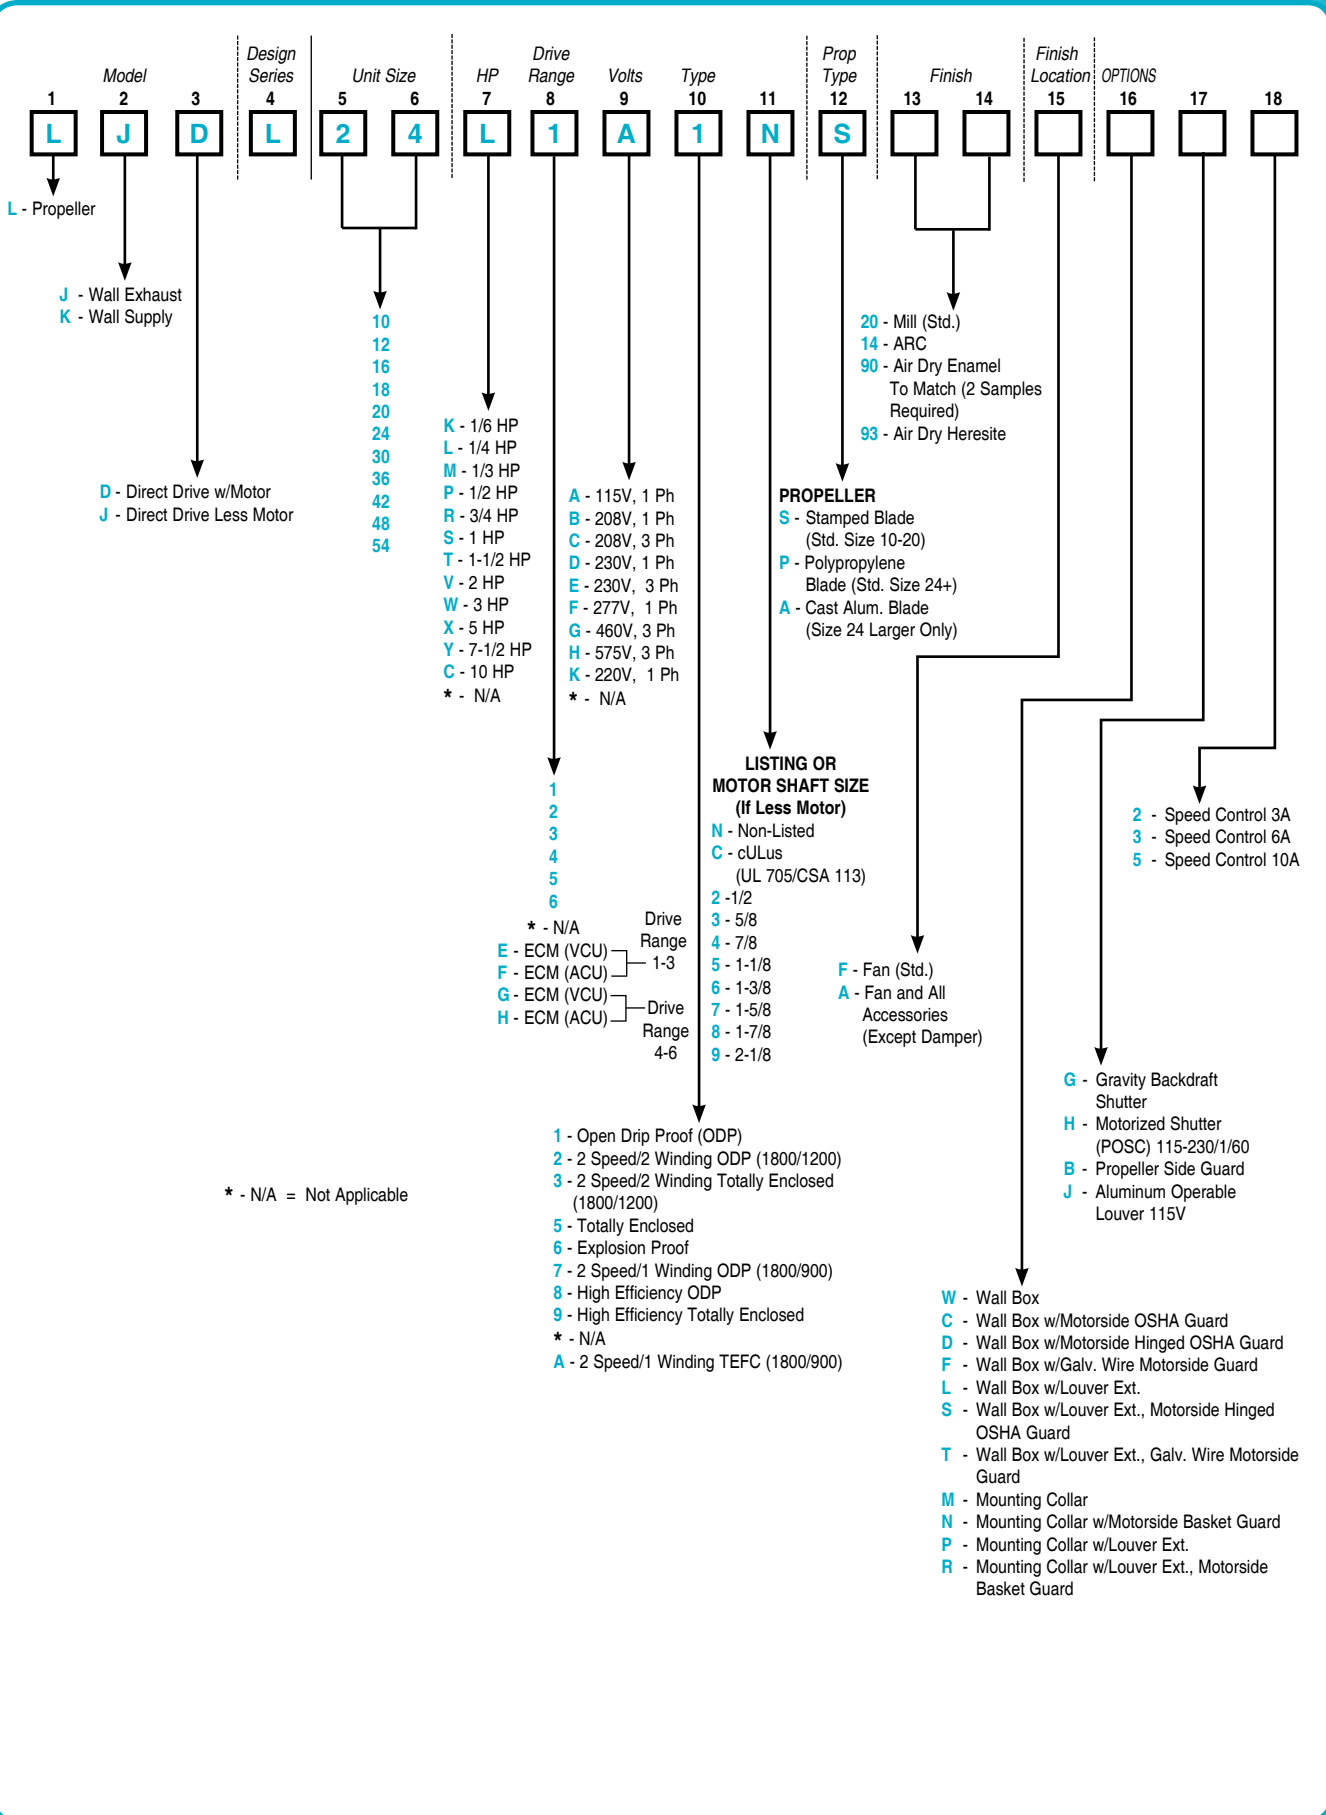 Design Drive Prop Finish
Model Series Unit Size HP Range Volts Type Type Finish Location OPTIONS
1 2 3 4 5 6 7 8 9 10 11 12 13 14 15 16 17 18
L J D L 2 4 L 1 A 1 N S
L - Propeller
J - Wall Exhaust
K - Wall Supply
D - Direct Drive w/Motor
J - Direct Drive Less Motor
10
12
16
18
20
24
30
36
42
48
54
K - 1/6 HP
L - 1/4 HP
M - 1/3 HP
P - 1/2 HP
R - 3/4 HP
S - 1 HP
T - 1-1/2 HP
V - 2 HP
W - 3 HP
X - 5 HP
Y - 7-1/2 HP
C - 10 HP
* - N/A
1
2
3
4
5
6
* - N/A
E - ECM (VCU)
F - ECM (ACU)
G - ECM (VCU)
H - ECM (ACU)
Drive
Range
1-3
Drive
Range
4-6
A - 115V, 1 Ph
B - 208V, 1 Ph
C - 208V, 3 Ph
D - 230V, 1 Ph
E - 230V, 3 Ph
F - 277V, 1 Ph
G - 460V, 3 Ph
H - 575V, 3 Ph
K - 220V, 1 Ph
* - N/A
1 - Open Drip Proof (ODP)
2 - 2 Speed/2 Winding ODP (1800/1200)
3 - 2 Speed/2 Winding Totally Enclosed
(1800/1200)
5 - Totally Enclosed
6 - Explosion Proof
7 - 2 Speed/1 Winding ODP (1800/900)
8 - High Efficiency ODP
9 - High Efficiency Totally Enclosed
* - N/A
A - 2 Speed/1 Winding TEFC (1800/900)
LISTING OR
MOTOR SHAFT SIZE
(If Less Motor)
N - Non-Listed
C - cULus
(UL 705/CSA 113)
2 -1/2
3 - 5/8
4 - 7/8
5 - 1-1/8
6 - 1-3/8
7 - 1-5/8
8 - 1-7/8
9 - 2-1/8
PROPELLER
S - Stamped Blade
(Std. Size 10-20)
P - Polypropylene
Blade (Std. Size 24+)
A - Cast Alum. Blade
(Size 24 Larger Only)
20 - Mill (Std.)
14 - ARC
90 - Air Dry Enamel
To Match (2 Samples
Required)
93 - Air Dry Heresite
F - Fan (Std.)
A - Fan and All
Accessories
(Except Damper)
W - Wall Box
C - Wall Box w/Motorside OSHA Guard
D - Wall Box w/Motorside Hinged OSHA Guard
F - Wall Box w/Galv. Wire Motorside Guard
L - Wall Box w/Louver Ext.
S - Wall Box w/Louver Ext., Motorside Hinged
OSHA Guard
T - Wall Box w/Louver Ext., Galv. Wire Motorside
Guard
M - Mounting Collar
N - Mounting Collar w/Motorside Basket Guard
P - Mounting Collar w/Louver Ext.
R - Mounting Collar w/Louver Ext., Motorside
Basket Guard
G - Gravity Backdraft
Shutter
H - Motorized Shutter
(POSC) 115-230/1/60
B - Propeller Side Guard
J - Aluminum Operable
Louver 115V
2 - Speed Control 3A
3 - Speed Control 6A
5 - Speed Control 10A
* - N/A = Not Applicable